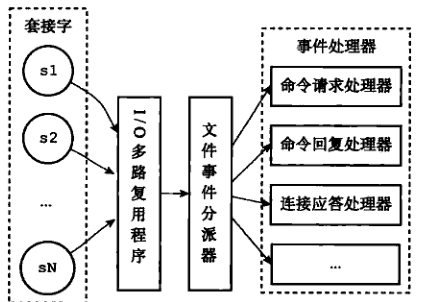 套接字
s1
s2
...
sN
I/O多路复用程序
文件事件分派器
事件处理器
命令请求处理器
命令回复处理器
连接应答处理器
...